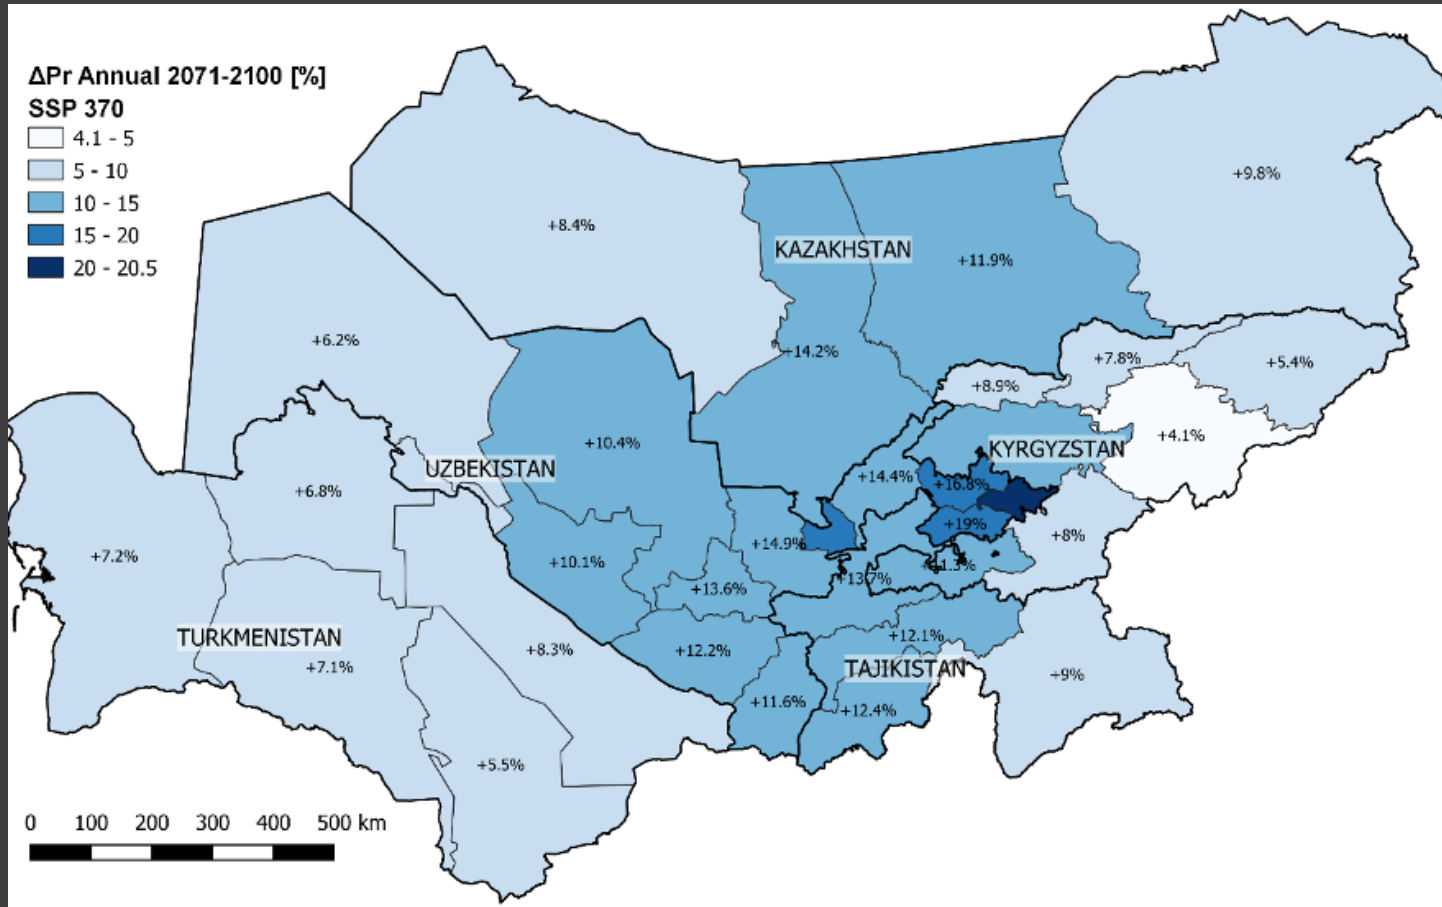 ΔPr Annual 2071-2100 [%]
SSP 370
4.1 - 5
5 - 10
10 - 15
15 - 20
20 - 20.5
+9.8%
+8.4%
KAZAKHSTAN
+11.9%
+6.2%
+14.2%
+7.8%
+5.4%
+8.9%
+10.4%
+4.1%
KYRGYZSTAN
UZBEKISTAN
+14.4%
+16.8%
+6.8%
+19%
+8%
+14.9%
+7.2%
+10.1%
+11.3%
+13.7%
+13.6%
TURKMENISTAN
+12.1%
+8.3%
+12.2%
+7.1%
TAJIKISTAN
+9%
+11.6%
+12.4%
+5.5%
0 100 200 300 400 500 km